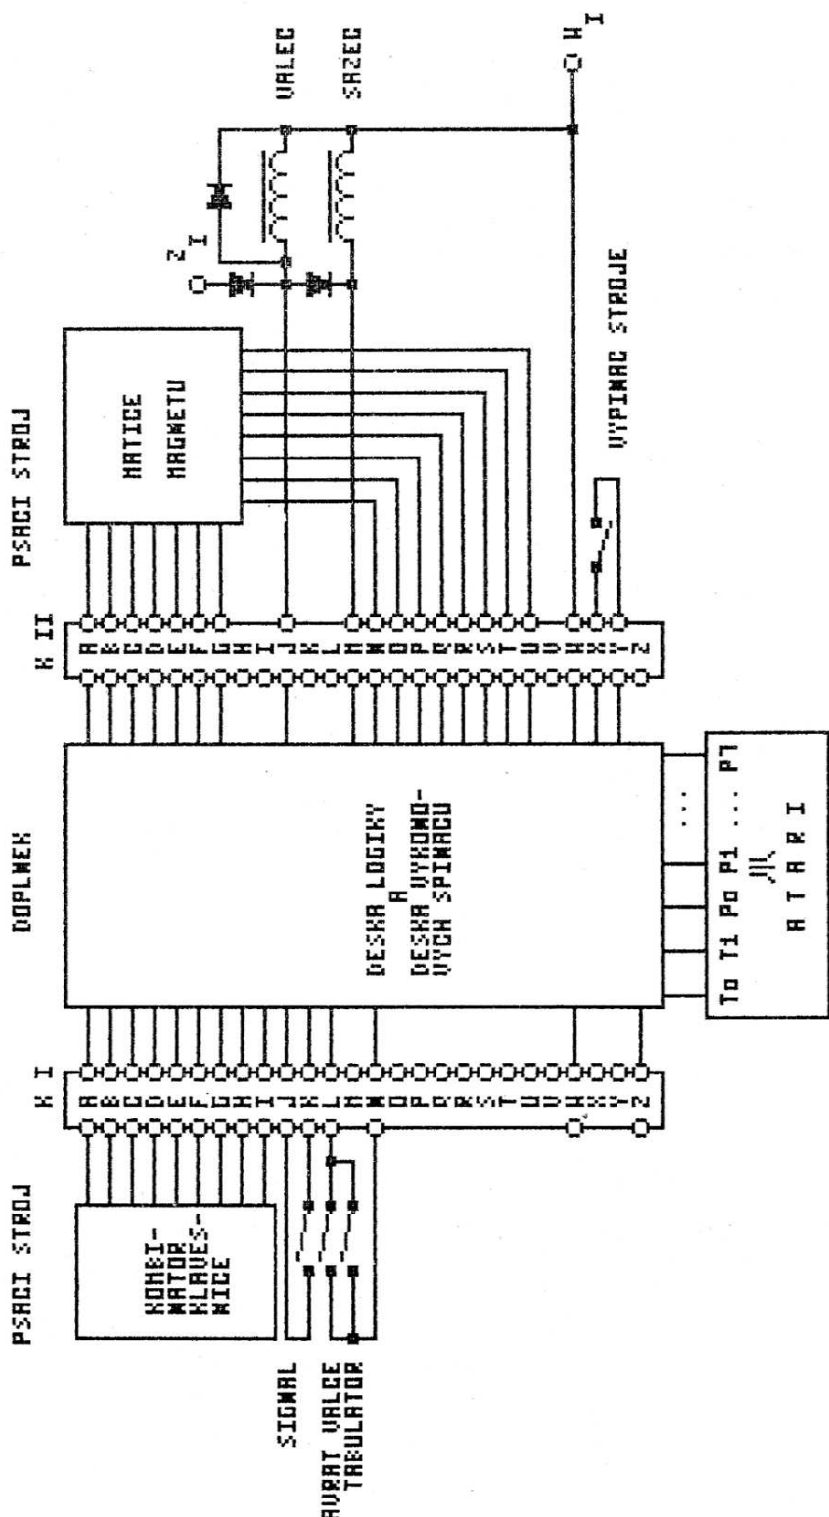 PSACI STROJ
DOPLNEK
PSACI STROJ
K I
K II
A
B
C
D
E
F
G
H
I
J
K
L
M
N
O
P
Q
R
S
T
U
V
W
X
Y
Z
A
B
C
D
E
F
G
H
I
J
K
L
M
N
O
P
Q
R
S
T
U
V
W
X
Y
Z
KOMBI-
NATOR
KLAVES-
NICE
MATICE
MAGNETU
Z I
VALEC
SAZEC
SIGNAL
AVRAT VALCE
TABULATOR
DESKA LOGIKY
A
DESKA VYKONO-
VYCH SPINACU
W I
VYPINAC STROJE
...
To T1 Po P1 ... P7
ATARI